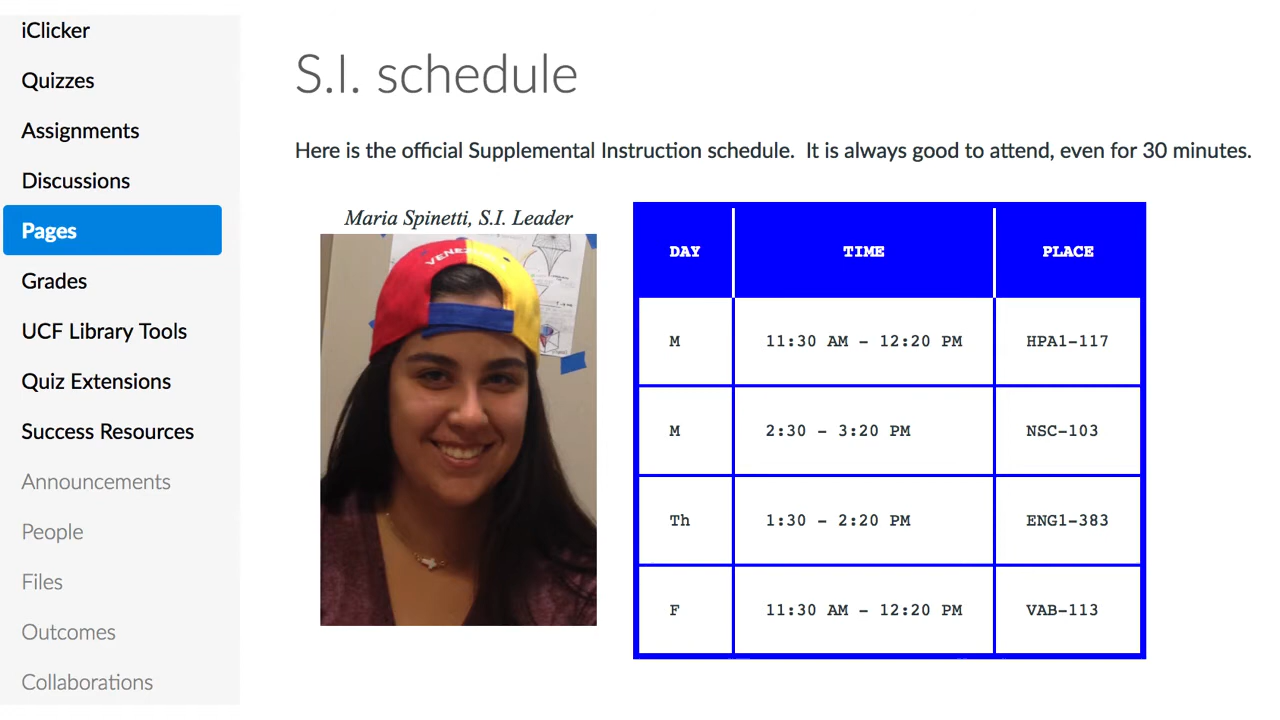 iClicker
Quizzes
Assignments
Discussions
Pages
Grades
UCF Library Tools
Quiz Extensions
Success Resources
Announcements
People
Files
Outcomes
Collaborations
S.I. schedule
Here is the official Supplemental Instruction schedule.  It is always good to attend, even for 30 minutes.
Maria Spinetti, S.I. Leader
DAY TIME PLACE
M 11:30 AM – 12:20 PM HPA1–117
M 2:30 – 3:20 PM NSC–103
Th 1:30 – 2:20 PM ENG1–383
F 11:30 AM – 12:20 PM VAB–113